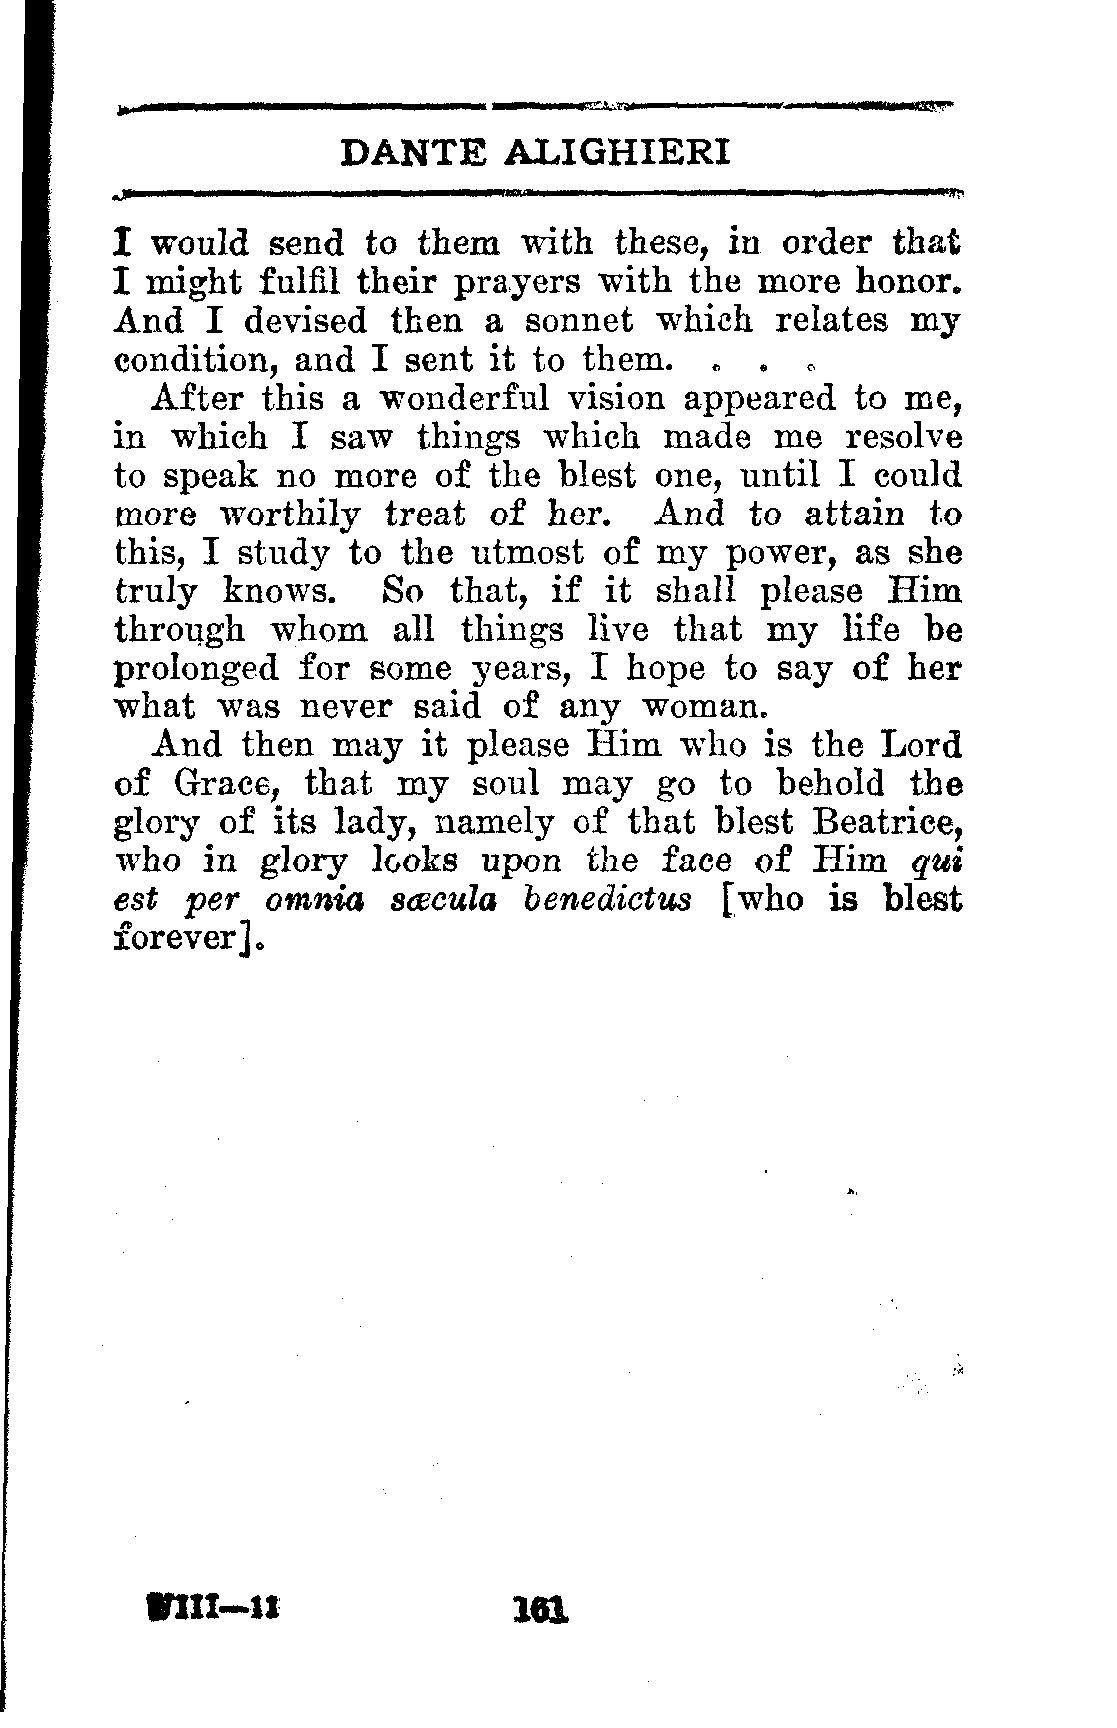 DANTE ALIGHIERI
I would send to them with these, in order that
I might fulfil their prayers with the more honor.
And I devised then a sonnet which relates my
condition, and I sent it to them. . . .
After this a wonderful vision appeared to me,
in which I saw things which made me resolve
to speak no more of the blest one, until I could
more worthily treat of her. And to attain to
this, I study to the utmost of my power, as she
truly knows. So that, if it shall please Him
through whom all things live that my life be
prolonged for some years, I hope to say of her
what was never said of any woman.
And then may it please Him who is the Lord
of Grace, that my soul may go to behold the
glory of its lady, namely of that blest Beatrice,
who in glory looks upon the face of Him qui
est per omnia sæcula benedictus [who is blest
forever].
VIII—11 161